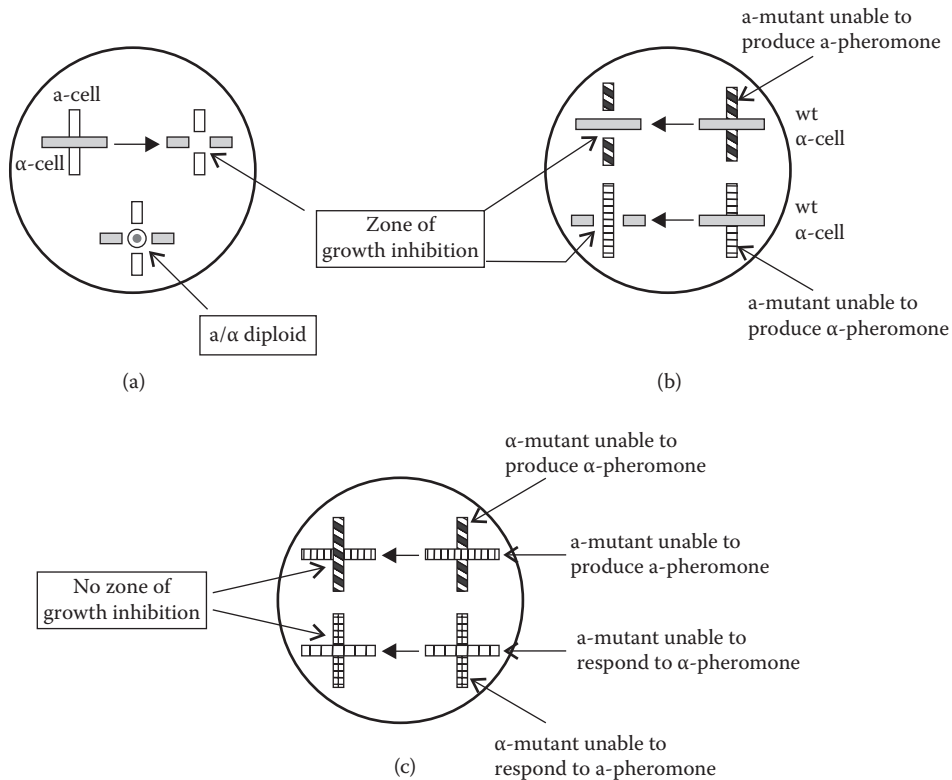 a-cell
α-cell
a/α diploid
(a)
Zone of
growth inhibition
a-mutant unable to
produce a-pheromone
wt
α-cell
wt
α-cell
a-mutant unable to
produce α-pheromone
(b)
α-mutant unable to
produce α-pheromone
a-mutant unable to
produce a-pheromone
No zone of
growth inhibition
a-mutant unable to
respond to α-pheromone
α-mutant unable to
respond to a-pheromone
(c)